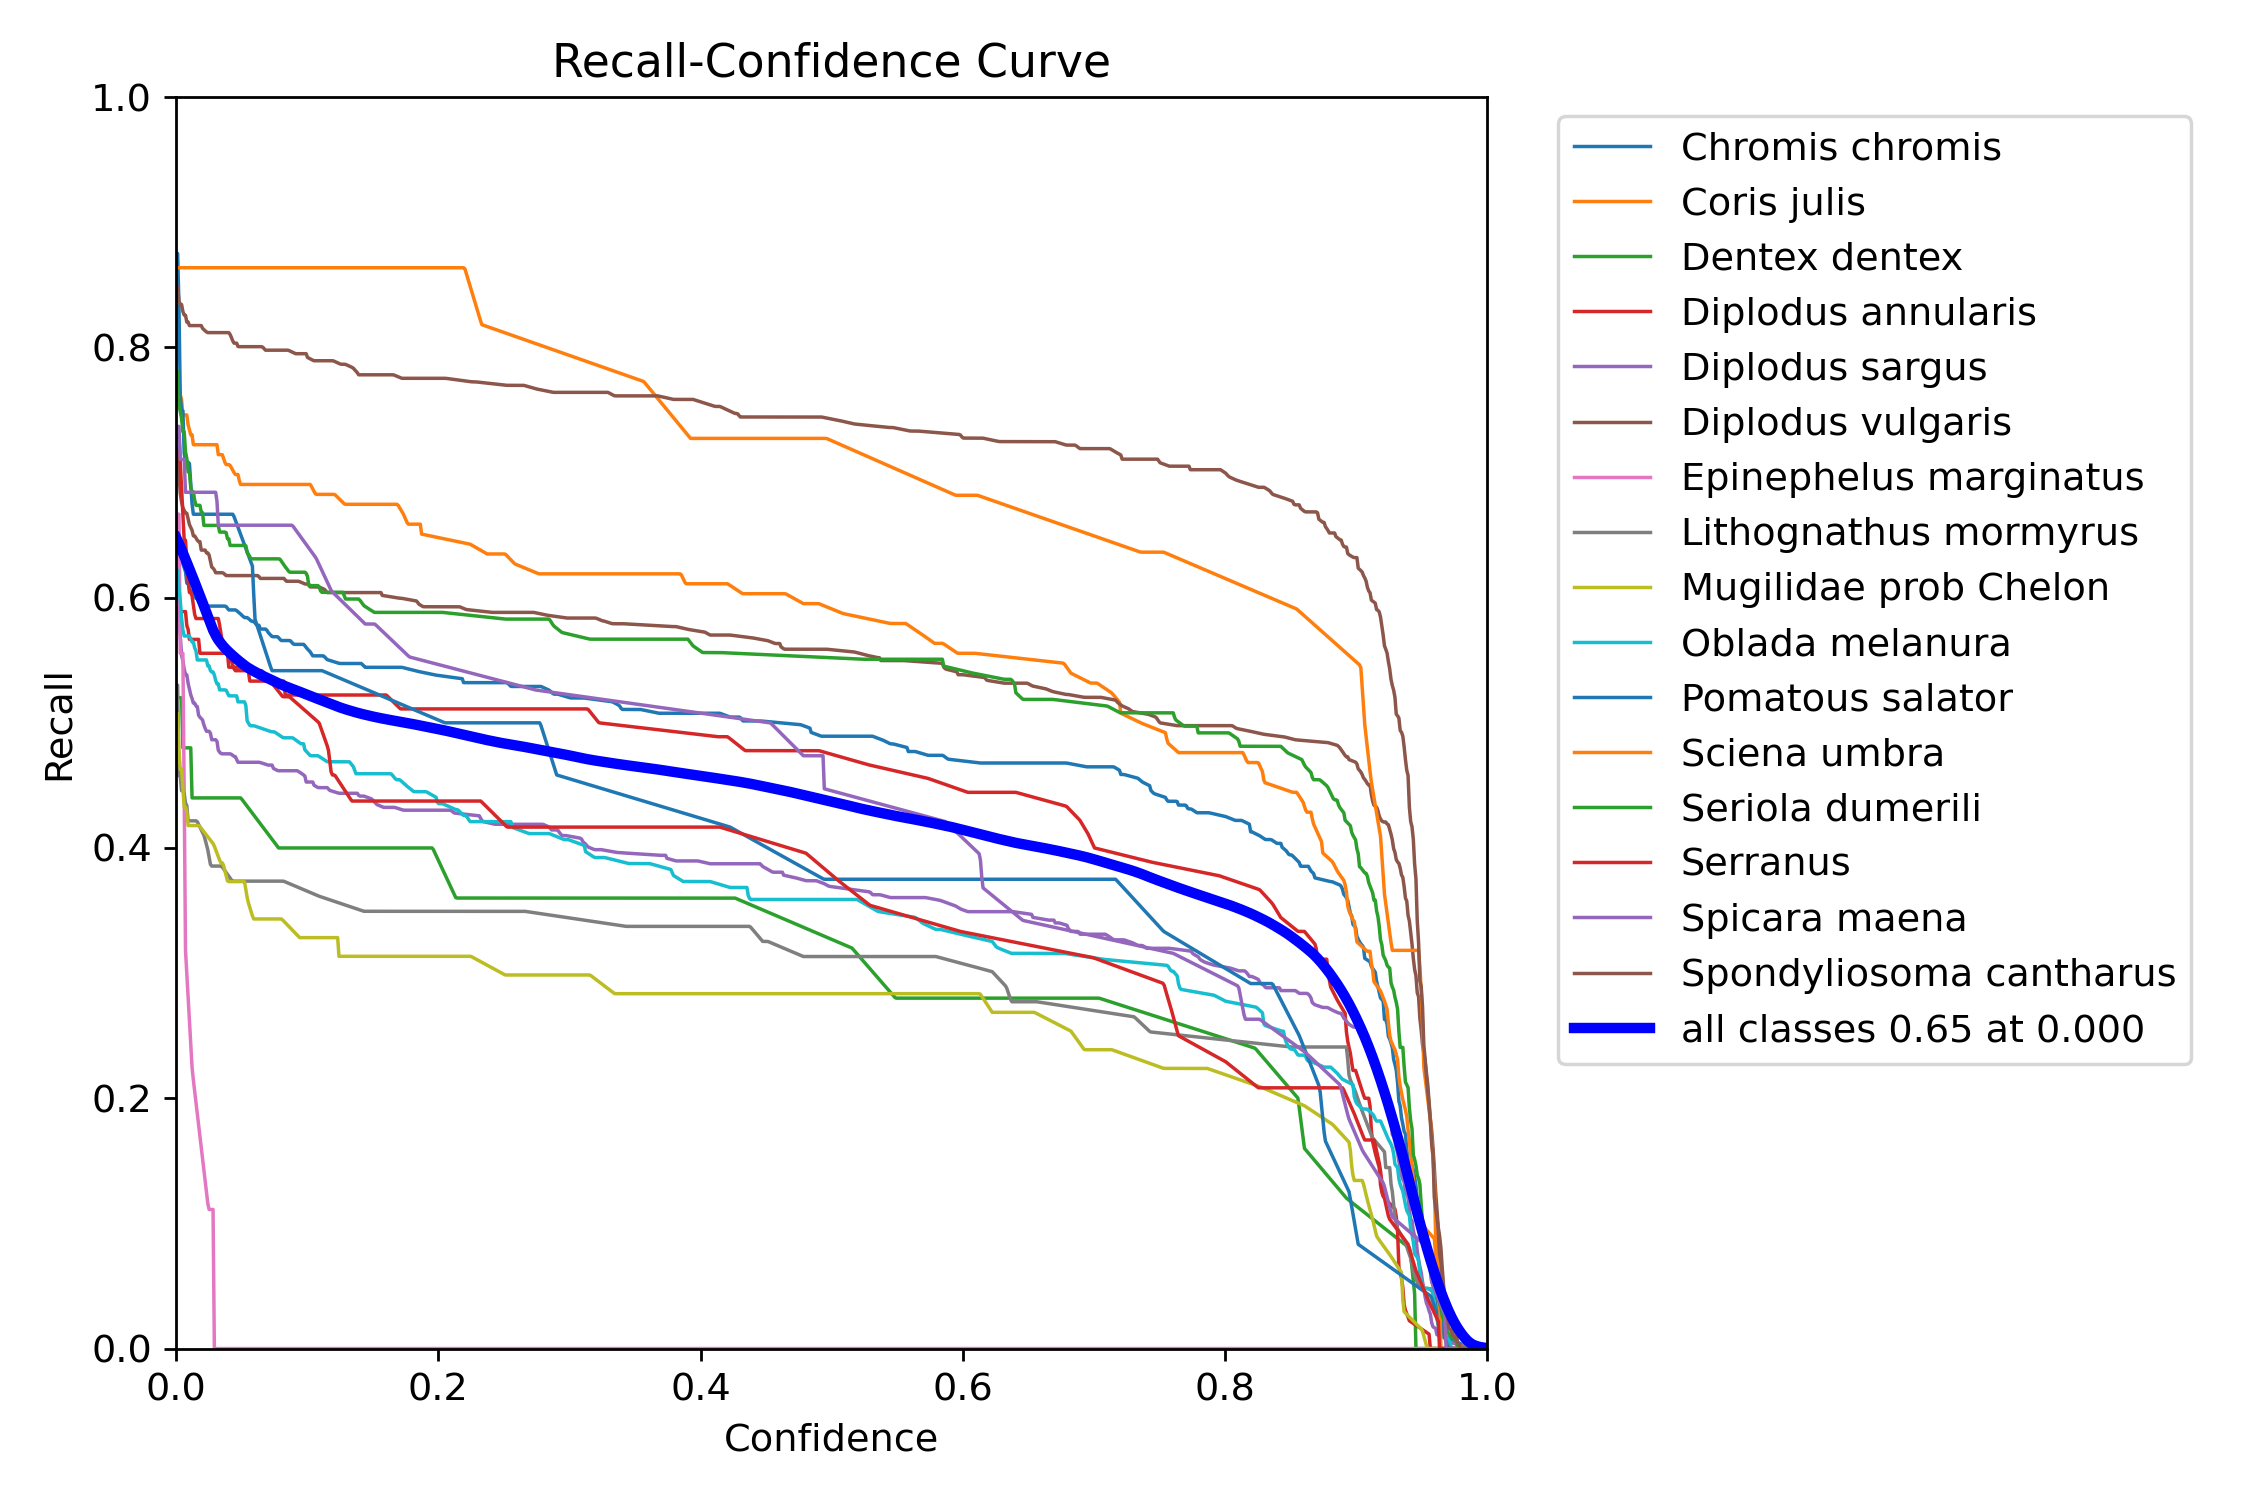 Recall-Confidence Curve
1.0
0.8
0.6
0.4
0.2
0.0
Recall
0.0 0.2 0.4 0.6 0.8 1.0
Confidence
Chromis chromis
Coris julis
Dentex dentex
Diplodus annularis
Diplodus sargus
Diplodus vulgaris
Epinephelus marginatus
Lithognathus mormyrus
Mugilidae prob Chelon
Oblada melanura
Pomatous salator
Sciena umbra
Seriola dumerili
Serranus
Spicara maena
Spondyliosoma cantharus
all classes 0.65 at 0.000